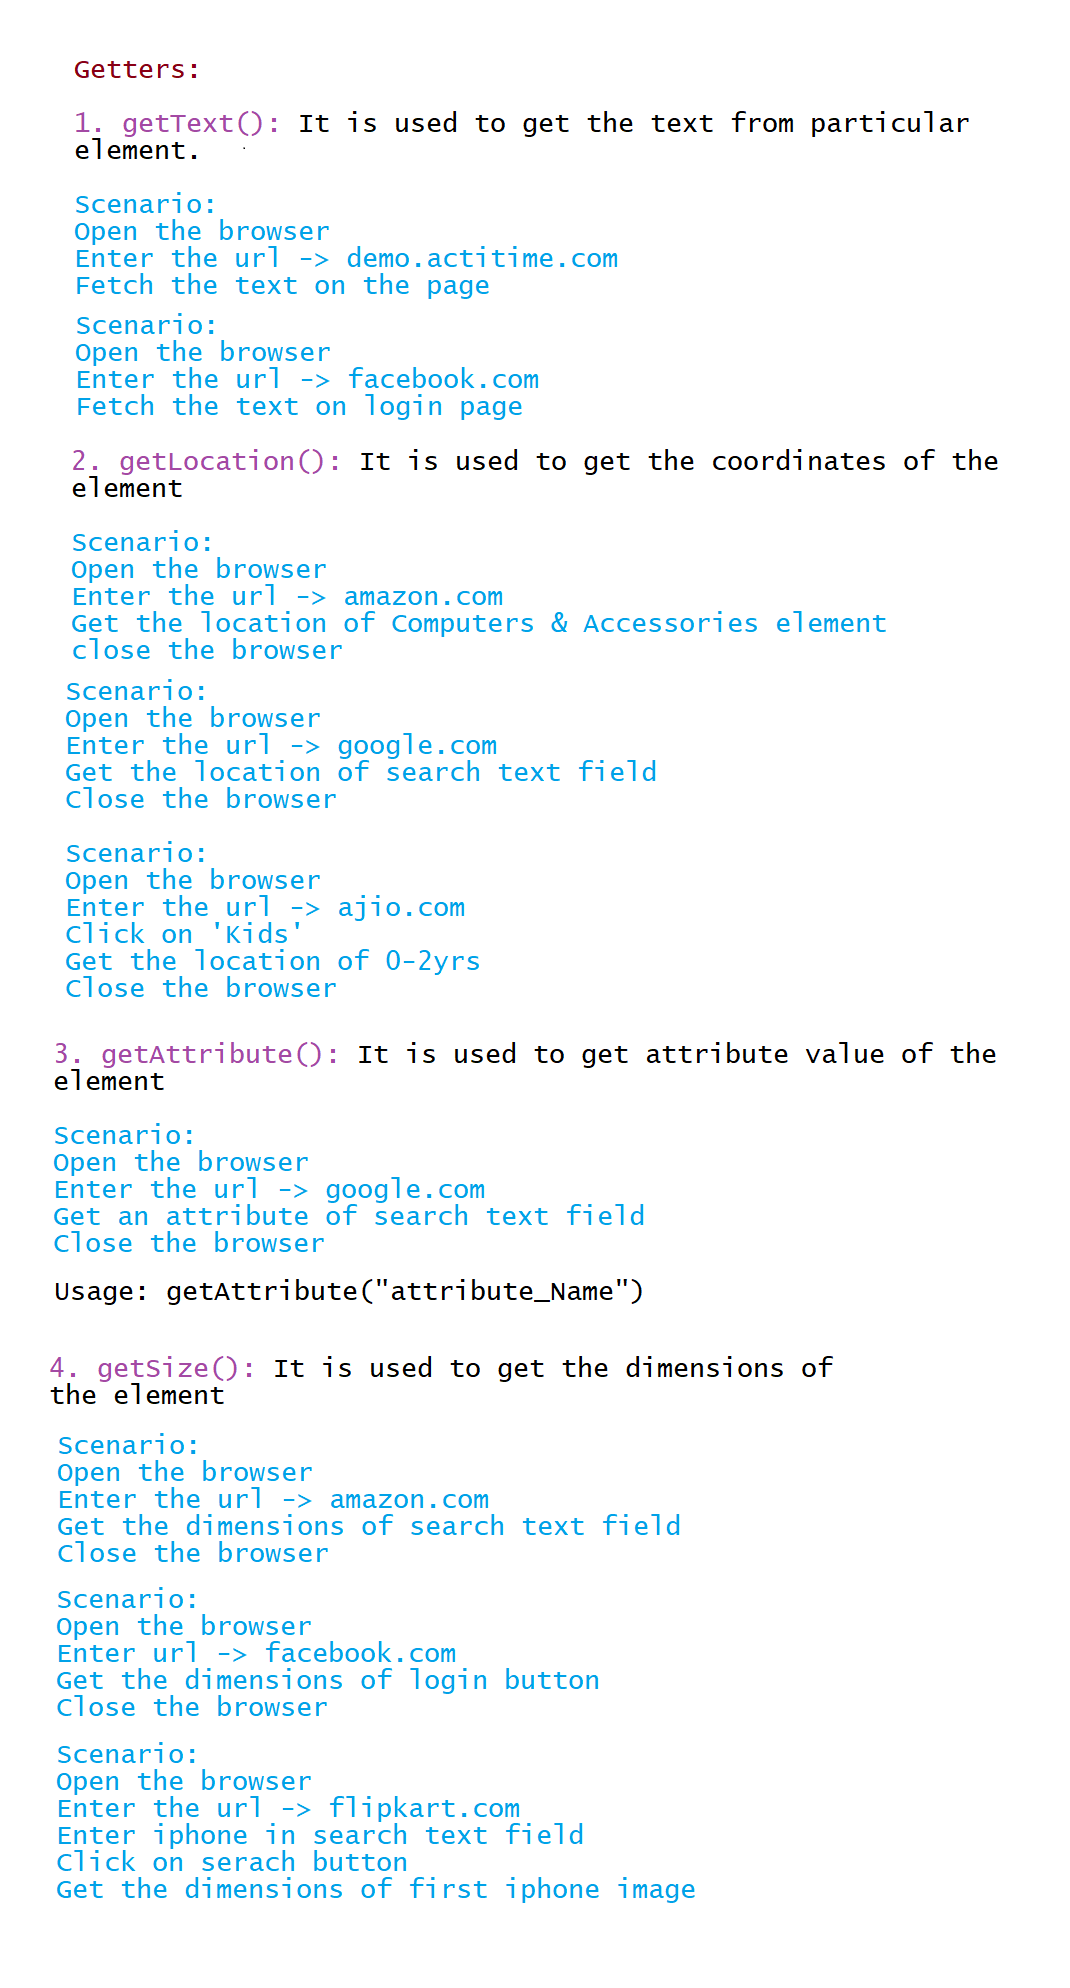 Getters:
1. getText(): It is used to get the text from particular
element.
Scenario:
Open the browser
Enter the url -> demo.actitime.com
Fetch the text on the page
Scenario:
Open the browser
Enter the url -> facebook.com
Fetch the text on login page
2. getLocation(): It is used to get the coordinates of the
element
Scenario:
Open the browser
Enter the url -> amazon.com
Get the location of Computers & Accessories element
close the browser
Scenario:
Open the browser
Enter the url -> google.com
Get the location of search text field
Close the browser
Scenario:
Open the browser
Enter the url -> ajio.com
Click on 'Kids'
Get the location of 0-2yrs
Close the browser
3. getAttribute(): It is used to get attribute value of the
element
Scenario:
Open the browser
Enter the url -> google.com
Get an attribute of search text field
Close the browser
Usage: getAttribute("attribute_Name")
4. getSize(): It is used to get the dimensions of
the element
Scenario:
Open the browser
Enter the url -> amazon.com
Get the dimensions of search text field
Close the browser
Scenario:
Open the browser
Enter url -> facebook.com
Get the dimensions of login button
Close the browser
Scenario:
Open the browser
Enter the url -> flipkart.com
Enter iphone in search text field
Click on serach button
Get the dimensions of first iphone image